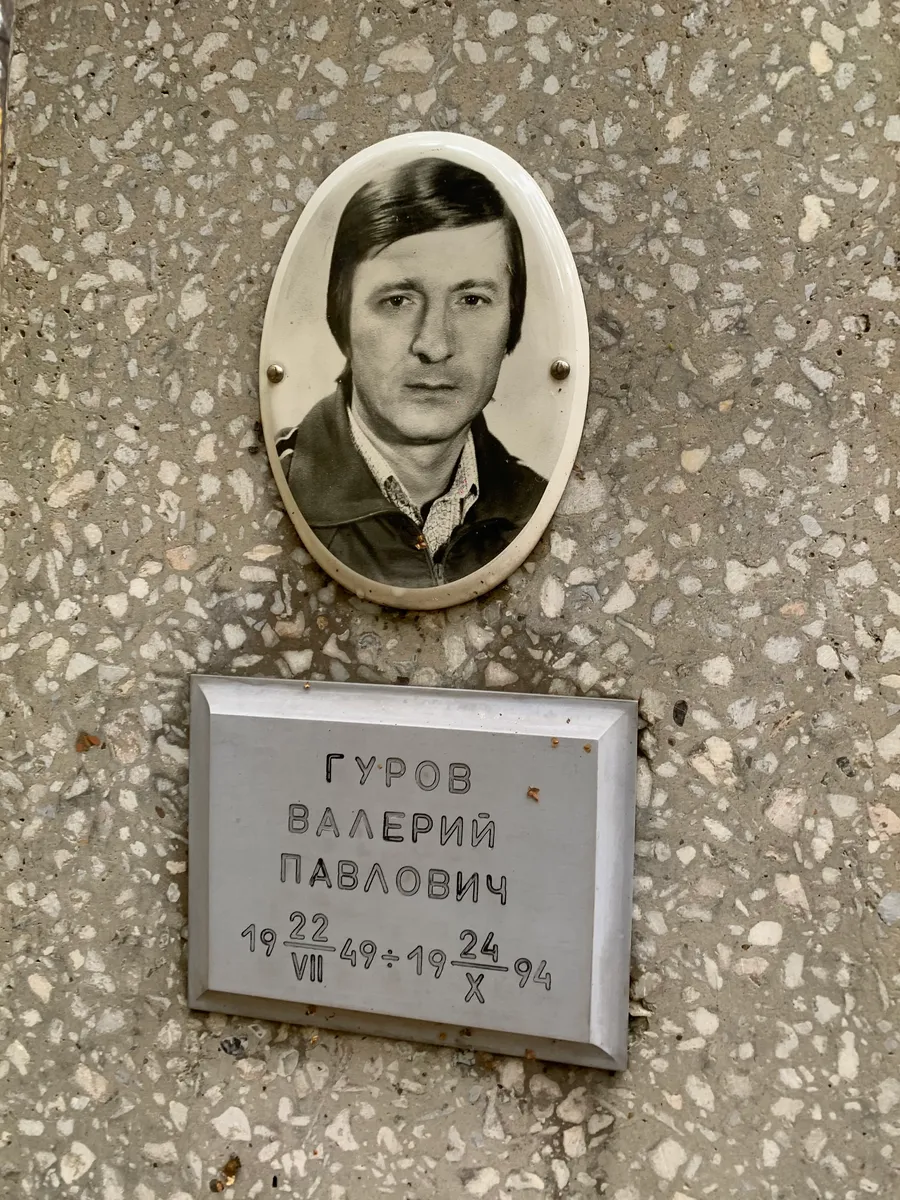 ГУРОВ
ВАЛЕРИЙ
ПАВЛОВИЧ
19 22/VII 49 ÷ 19 24/X 94